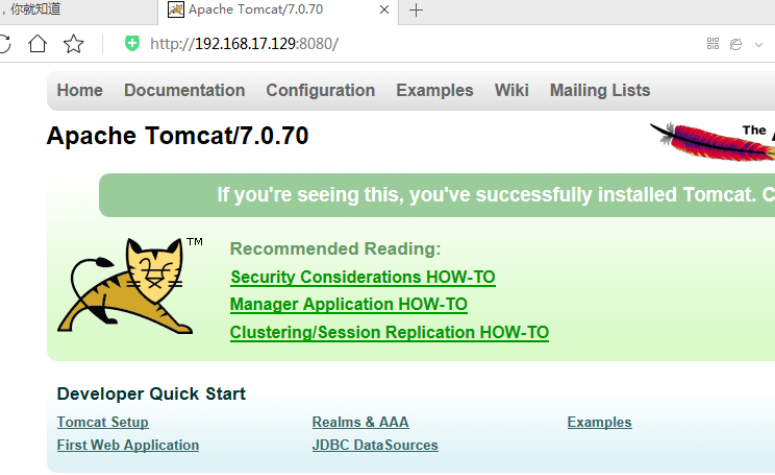 ，你就知道
Apache Tomcat/7.0.70
http://192.168.17.129:8080/
Home Documentation Configuration Examples Wiki Mailing Lists
Apache Tomcat/7.0.70
The
If you're seeing this, you've successfully installed Tomcat. C
TM
Recommended Reading:
Security Considerations HOW-TO
Manager Application HOW-TO
Clustering/Session Replication HOW-TO
Developer Quick Start
Tomcat Setup Realms & AAA Examples
First Web Application JDBC DataSources